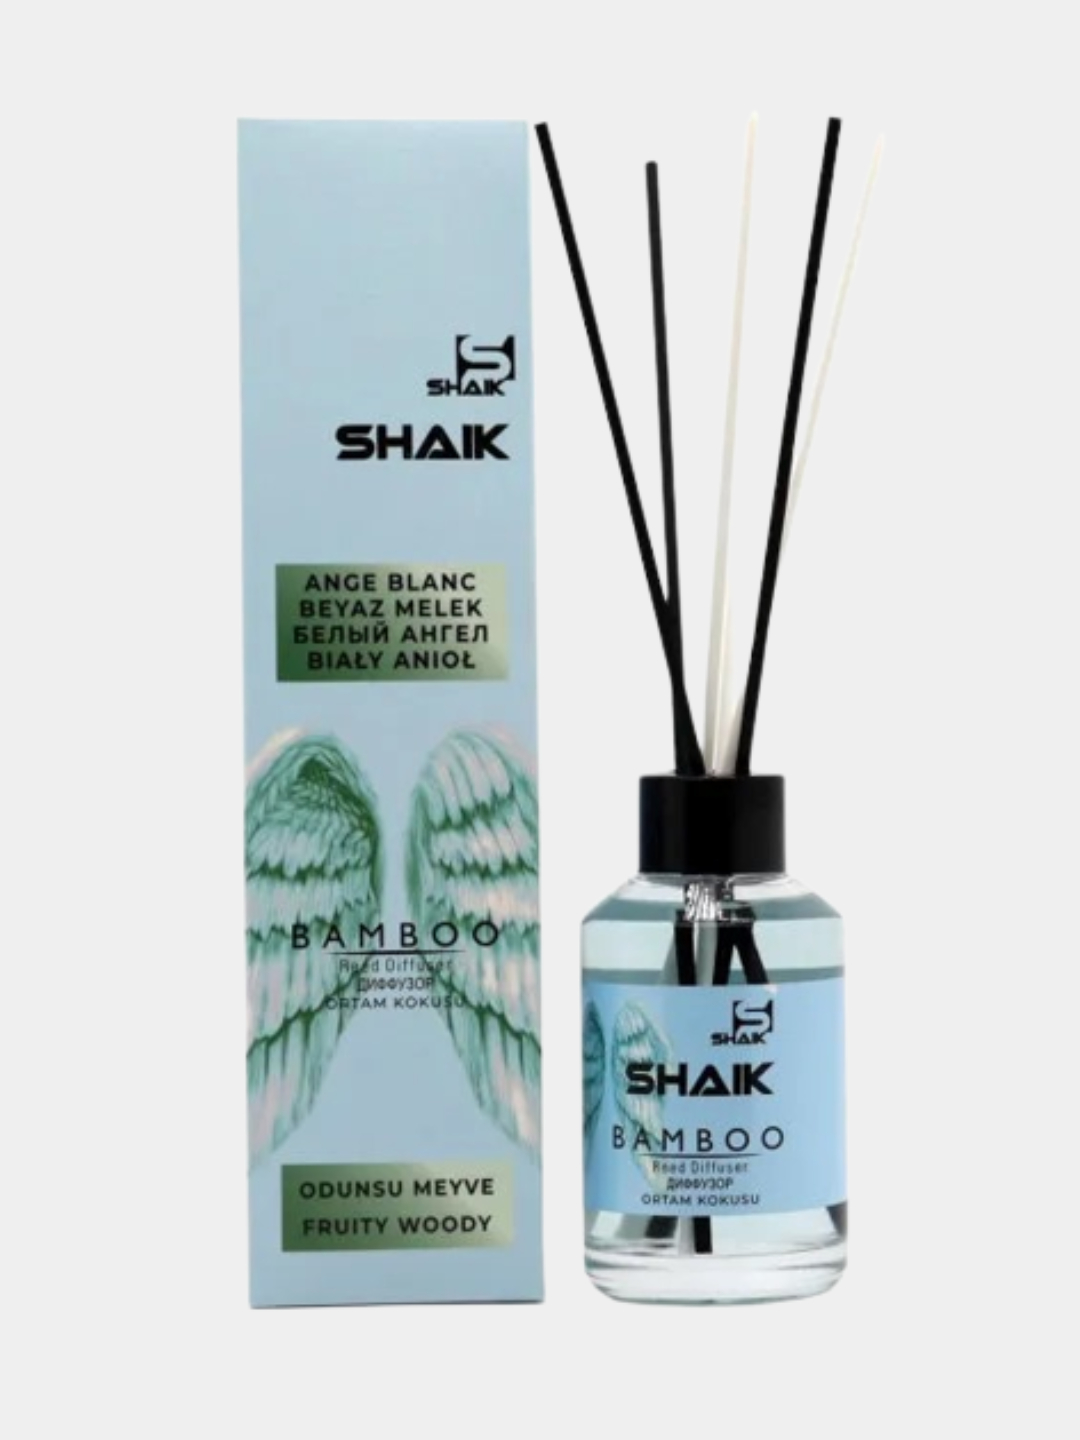 S
SHAIK
SHAIK
ANGE BLANC
BEYAZ MELEK
БЕЛЫЙ АНГЕЛ
BIAŁY ANIOŁ
BAMBOO
Reed Diffuser
ДИФФУЗОР
ORTAM KOKUSU
ODUNSU MEYVE
FRUITY WOODY
S
SHAIK
SHAIK
BAMBOO
Reed Diffuser
ДИФФУЗОР
ORTAM KOKUSU